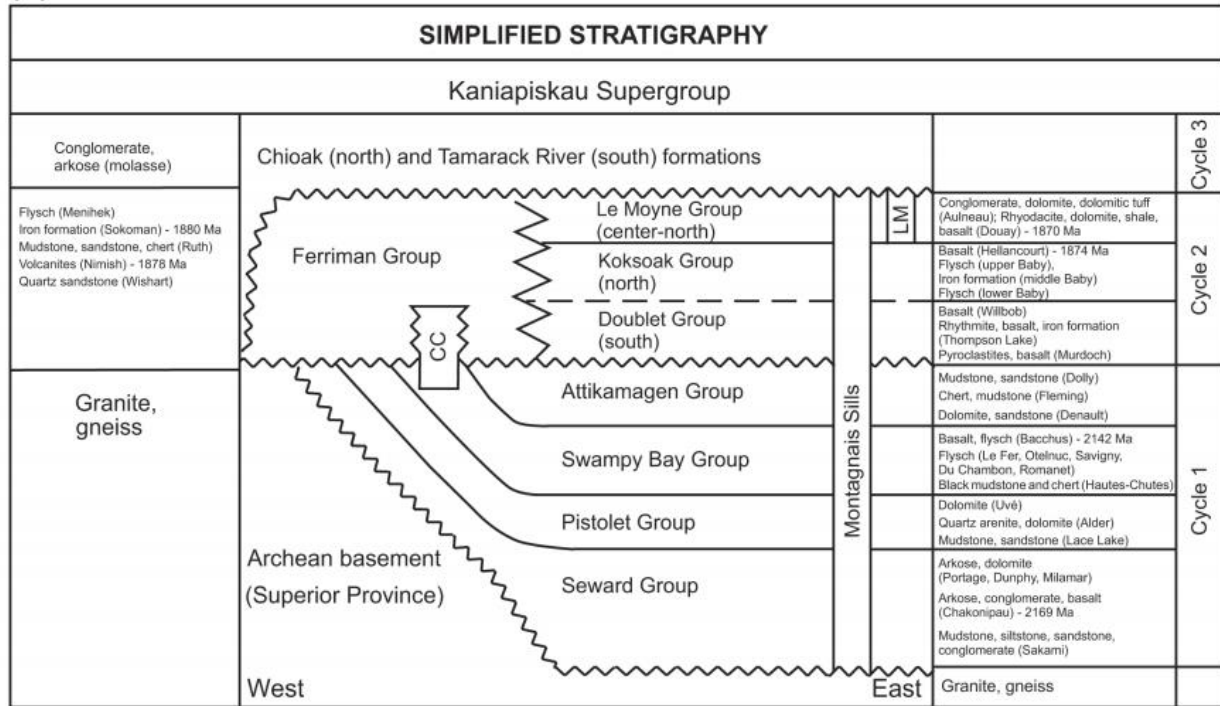 SIMPLIFIED STRATIGRAPHY
Kaniapiskau Supergroup
Conglomerate,
arkose (molasse)
Chioak (north) and Tamarack River (south) formations
Cycle 3
Flysch (Menihek)
Iron formation (Sokoman) - 1880 Ma
Mudstone, sandstone, chert (Ruth)
Volcanites (Nimish) - 1878 Ma
Quartz sandstone (Wishart)
Ferriman Group
CC
Le Moyne Group
(center-north)
Koksoak Group
(north)
Doublet Group
(south)
LM
Conglomerate, dolomite, dolomitic tuff
(Aulneau); Rhyodacite, dolomite, shale,
basalt (Douay) - 1870 Ma
Basalt (Hellancourt) - 1874 Ma
Flysch (upper Baby),
Iron formation (middle Baby)
Flysch (lower Baby)
Basalt (Willbob)
Rhythmite, basalt, iron formation
(Thompson Lake)
Pyroclastites, basalt (Murdoch)
Cycle 2
Granite,
gneiss
Archean basement
(Superior Province)
West
Attikamagen Group
Swampy Bay Group
Pistolet Group
Seward Group
Montagnais Sills
East
Mudstone, sandstone (Dolly)
Chert, mudstone (Fleming)
Dolomite, sandstone (Denault)
Basalt, flysch (Bacchus) - 2142 Ma
Flysch (Le Fer, Otelnuc, Savigny,
Du Chambon, Romanet)
Black mudstone and chert (Hautes-Chutes)
Dolomite (Uvé)
Quartz arenite, dolomite (Alder)
Mudstone, sandstone (Lace Lake)
Arkose, dolomite
(Portage, Dunphy, Milamar)
Arkose, conglomerate, basalt
(Chakonipau) - 2169 Ma
Mudstone, siltstone, sandstone,
conglomerate (Sakami)
Granite, gneiss
Cycle 1